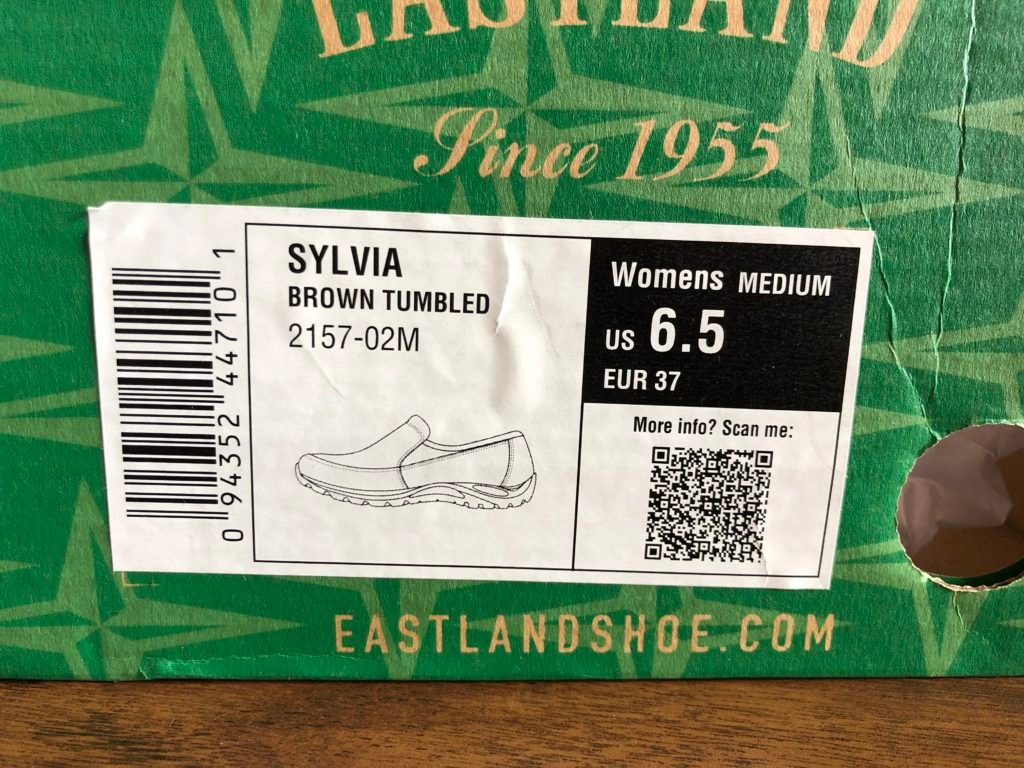 EASTLAND
Since 1955
SYLVIA
BROWN TUMBLED
2157-02M
0 94352 44710 1
Womens MEDIUM
US 6.5
EUR 37
More info? Scan me:
EASTLANDSHOE.COM